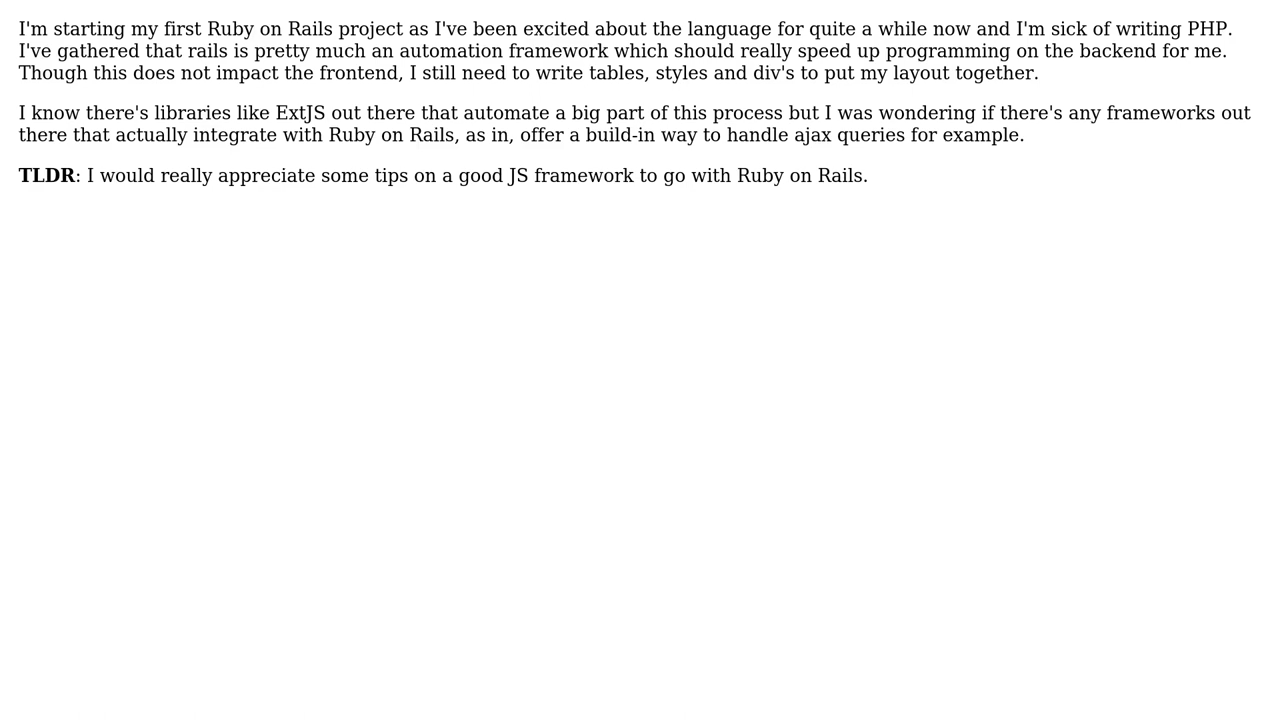 I'm starting my first Ruby on Rails project as I've been excited about the language for quite a while now and I'm sick of writing PHP.
I've gathered that rails is pretty much an automation framework which should really speed up programming on the backend for me.
Though this does not impact the frontend, I still need to write tables, styles and div's to put my layout together.
I know there's libraries like ExtJS out there that automate a big part of this process but I was wondering if there's any frameworks out
there that actually integrate with Ruby on Rails, as in, offer a build-in way to handle ajax queries for example.
TLDR: I would really appreciate some tips on a good JS framework to go with Ruby on Rails.